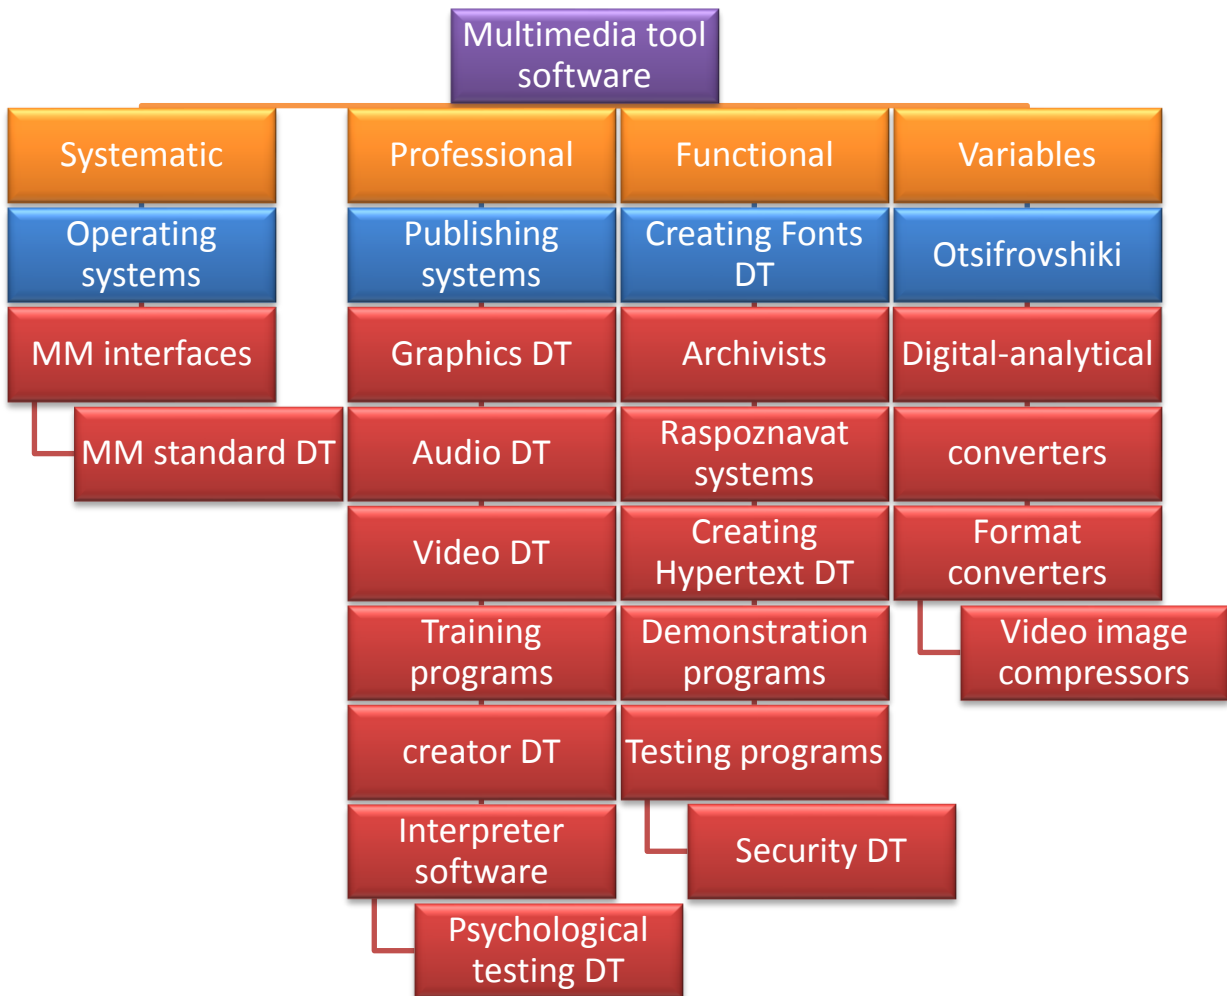 Multimedia tool
software
Systematic
Professional
Functional
Variables
Operating
systems
Publishing
systems
Creating Fonts
DT
Otsifrovshiki
MM interfaces
Graphics DT
Archivists
Digital-analytical
MM standard DT
Audio DT
Raspoznavat
systems
converters
Video DT
Creating
Hypertext DT
Format
converters
Training
programs
Demonstration
programs
Video image
compressors
creator DT
Testing programs
Interpreter
software
Security DT
Psychological
testing DT